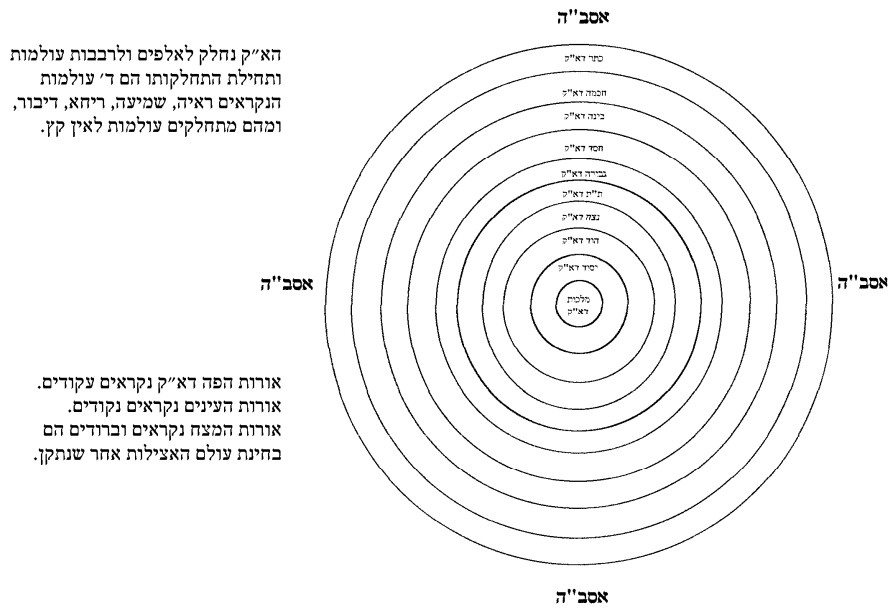 אסב"ה
הא״ק נחלק לאלפים ולרבבות עולמות
ותחילת התחלקותו הם ד׳ עולמות
הנקראים ראיה, שמיעה, ריחא, דיבור,
ומהם מתחלקים עולמות לאין קץ.
כתר דא"ק
חכמה דא"ק
בינה דא"ק
חסד דא"ק
גבורה דא"ק
ת"ת דא"ק
נצח דא"ק
הוד דא"ק
יסוד דא"ק
מלכות
דא"ק
אסב"ה
אסב"ה
אורות הפה דא״ק נקראים עקודים.
אורות העינים נקראים נקודים.
אורות המצח נקראים וברודים הם
בחינת עולם האצילות אחר שנתקן.
אסב"ה